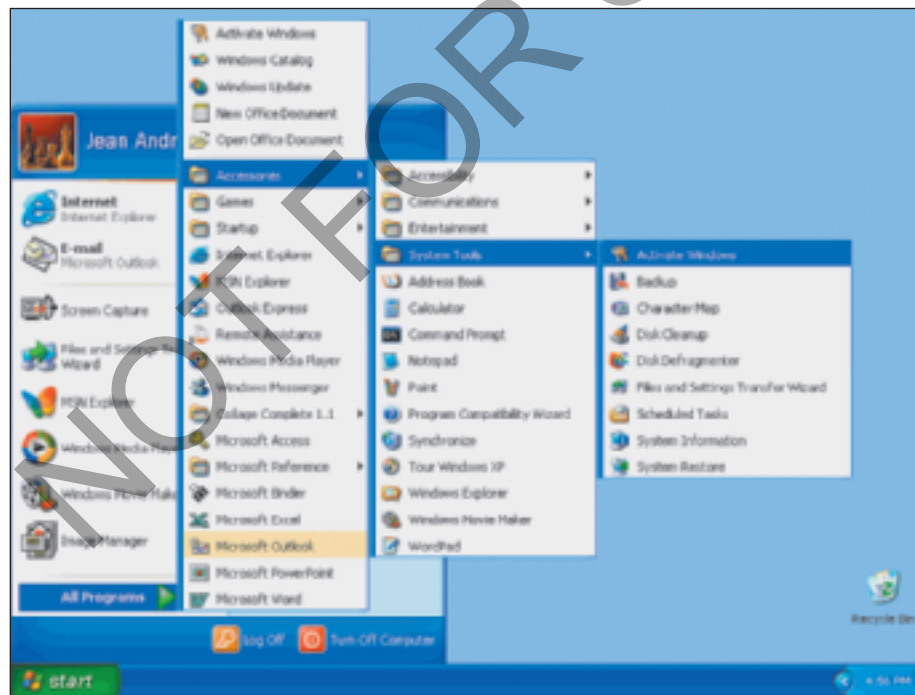 NOT FOR
Jean Andr
Internet
Internet Explorer
E-mail
Microsoft Outlook
Screen Capture
Files and Settings Tra
Wizard
MSN Explorer
Windows Media Playe
Windows Movie Make
Image Manager
All Programs
Activate Windows
Windows Catalog
Windows Update
New Office Document
Open Office Document
Accessories
Games
Startup
Internet Explorer
MSN Explorer
Outlook Express
Remote Assistance
Windows Media Player
Windows Messenger
Collage Complete 1.1
Microsoft Access
Microsoft Reference
Microsoft Binder
Microsoft Excel
Microsoft Outlook
Microsoft PowerPoint
Microsoft Word
Accessibility
Communications
Entertainment
System Tools
Address Book
Calculator
Command Prompt
Notepad
Paint
Program Compatibility Wizard
Synchronize
Tour Windows XP
Windows Explorer
Windows Movie Maker
WordPad
Activate Windows
Backup
Character Map
Disk Cleanup
Disk Defragmenter
Files and Settings Transfer Wizard
Scheduled Tasks
System Information
System Restore
Recycle Bin
Log Off
Turn Off Computer
start
4:56 PM